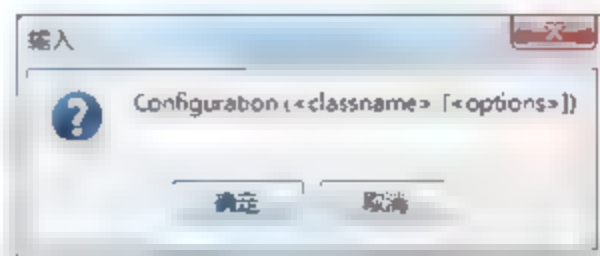 输入
Configuration (<classname> [<options>])
确定
取消